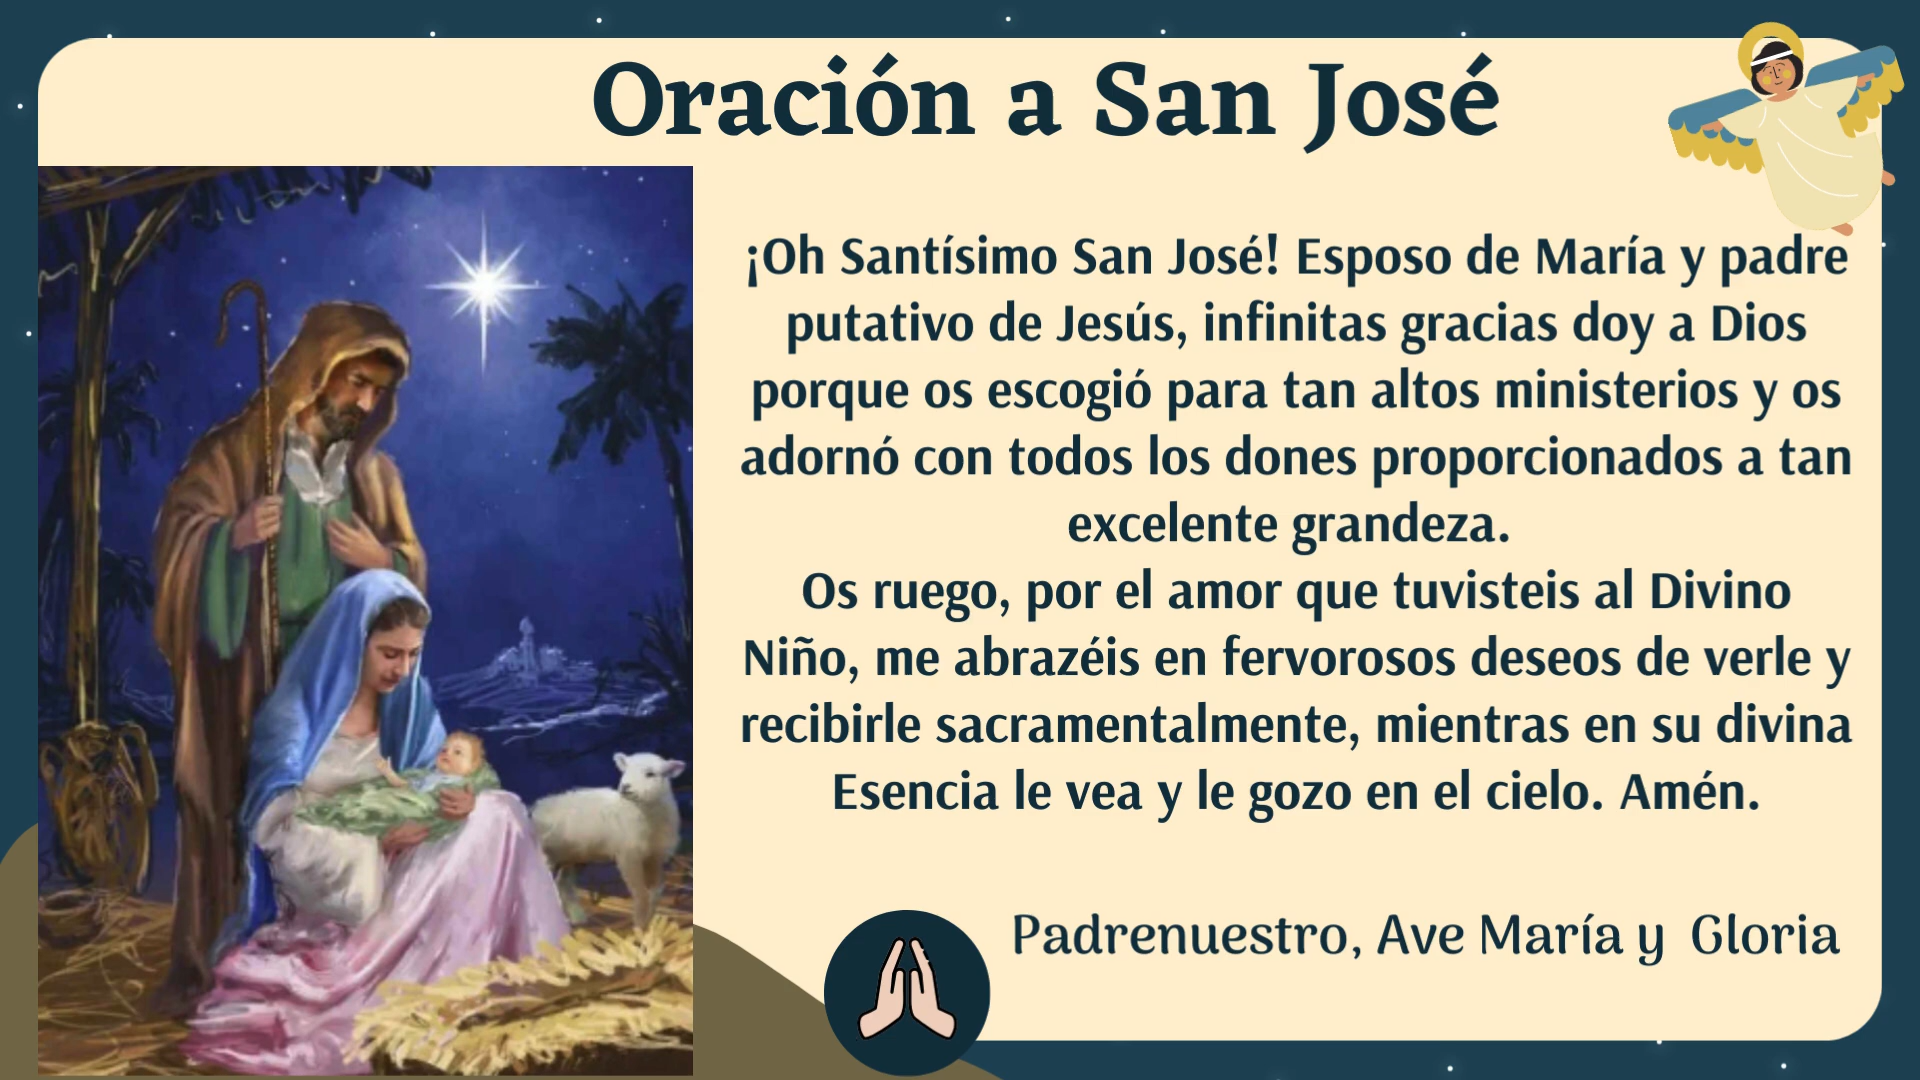 Oración a San José
¡Oh Santísimo San José! Esposo de María y padre
putativo de Jesús, infinitas gracias doy a Dios
porque os escogió para tan altos ministerios y os
adornó con todos los dones proporcionados a tan
excelente grandeza.
Os ruego, por el amor que tuvisteis al Divino
Niño, me abrazéis en fervorosos deseos de verle y
recibirle sacramentalmente, mientras en su divina
Esencia le vea y le gozo en el cielo. Amén.
Padrenuestro, Ave María y Gloria